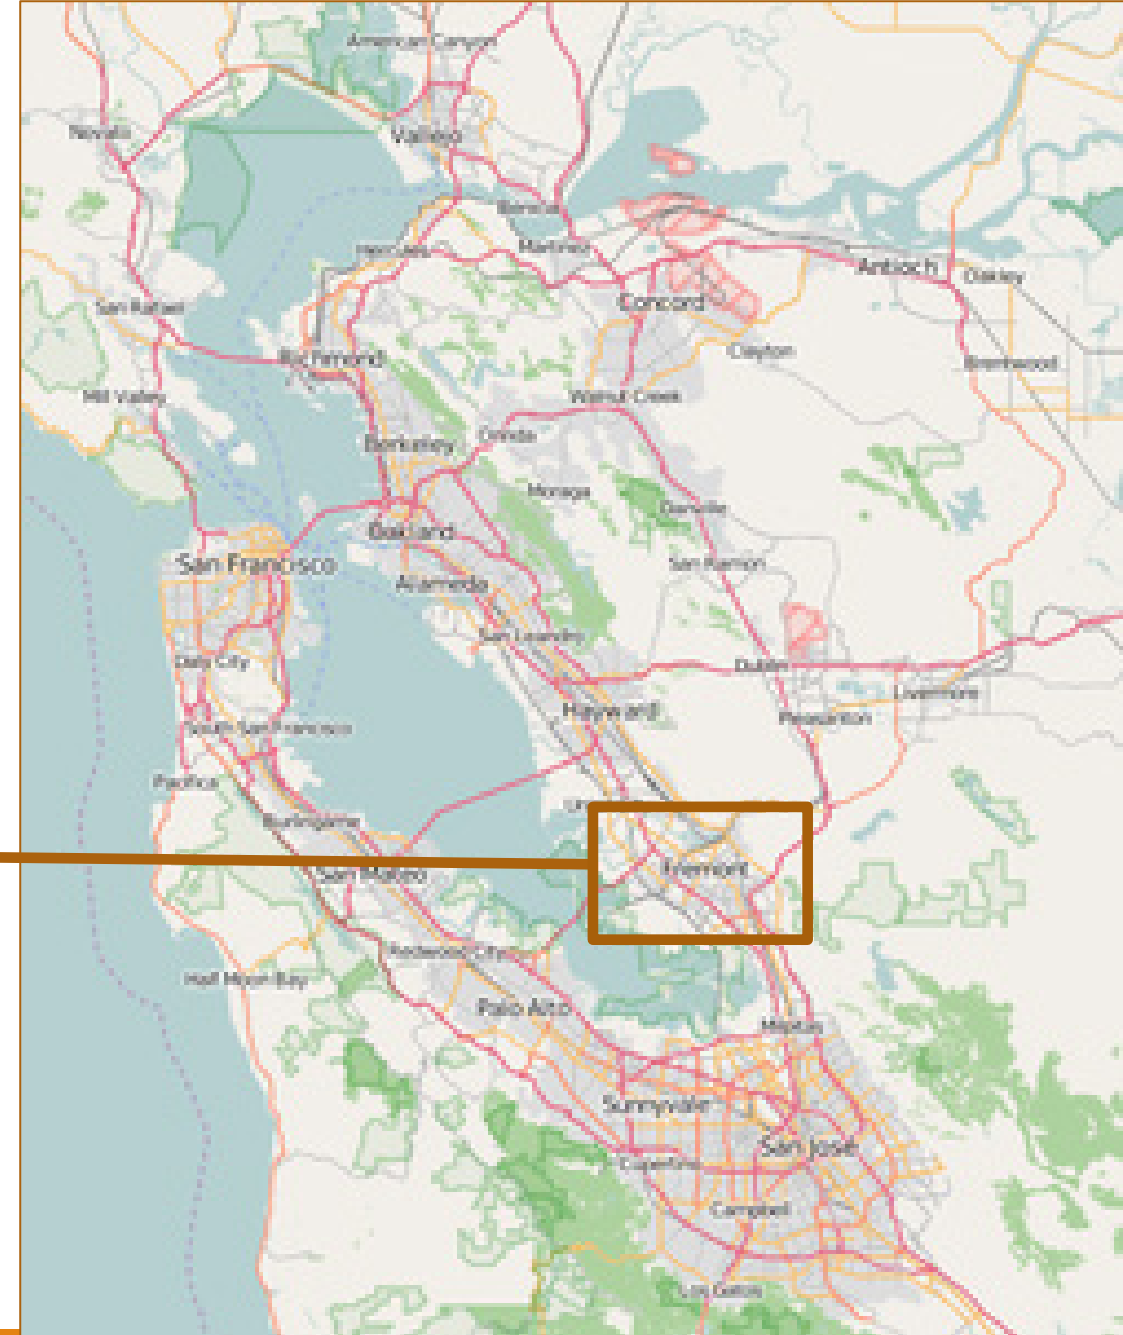 American Canyon
Novato
Vallejo
Benicia
Hercules
Martinez
Antioch
Oakley
San Rafael
Concord
Richmond
Clayton
Brentwood
Mill Valley
Walnut Creek
Berkeley
Orinda
Moraga
Danville
Oakland
San Francisco
San Ramon
Alameda
San Leandro
Daly City
Dublin
Livermore
Hayward
Pleasanton
South San Francisco
Pacifica
Burlingame
San Mateo
Fremont
Redwood City
Half Moon Bay
Palo Alto
Milpitas
Sunnyvale
San Jose
Cupertino
Campbell
Los Gatos